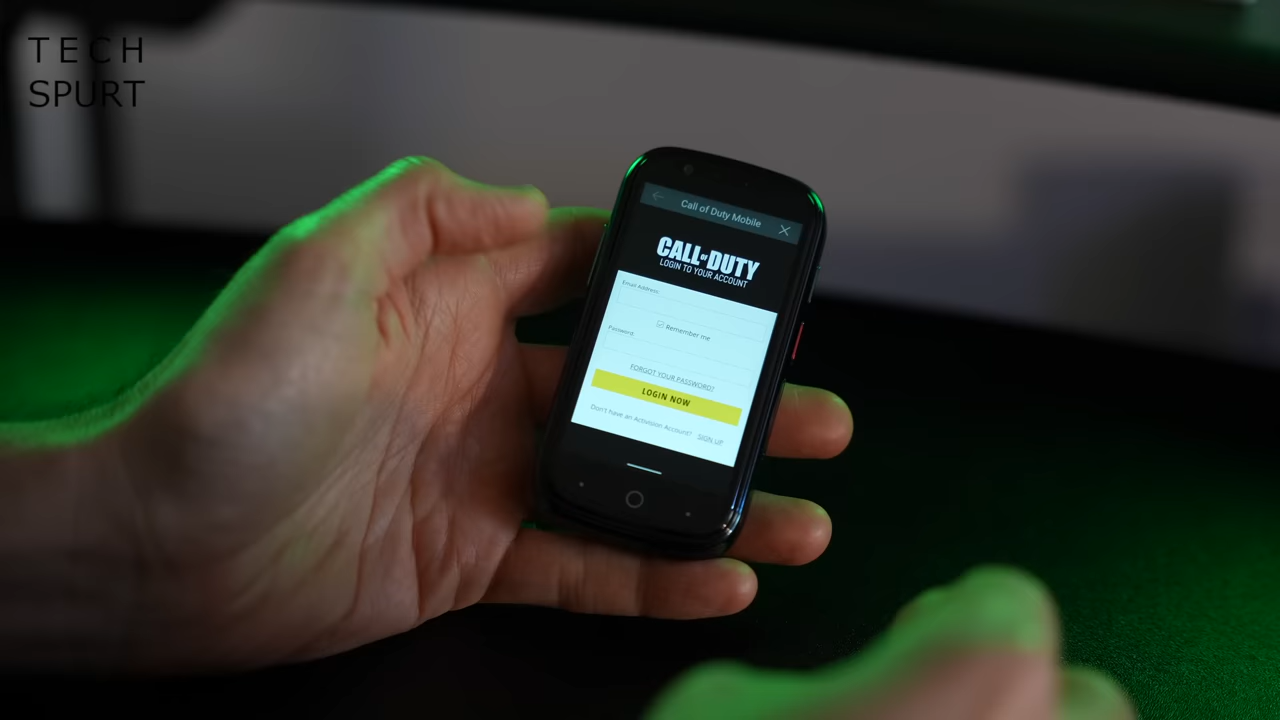 TECH
SPURT
Call of Duty Mobile
CALL OF DUTY
LOGIN TO YOUR ACCOUNT
Email Address
Remember me
Password
FORGOT YOUR PASSWORD?
LOGIN NOW
Don't have an Activision Account? SIGN UP